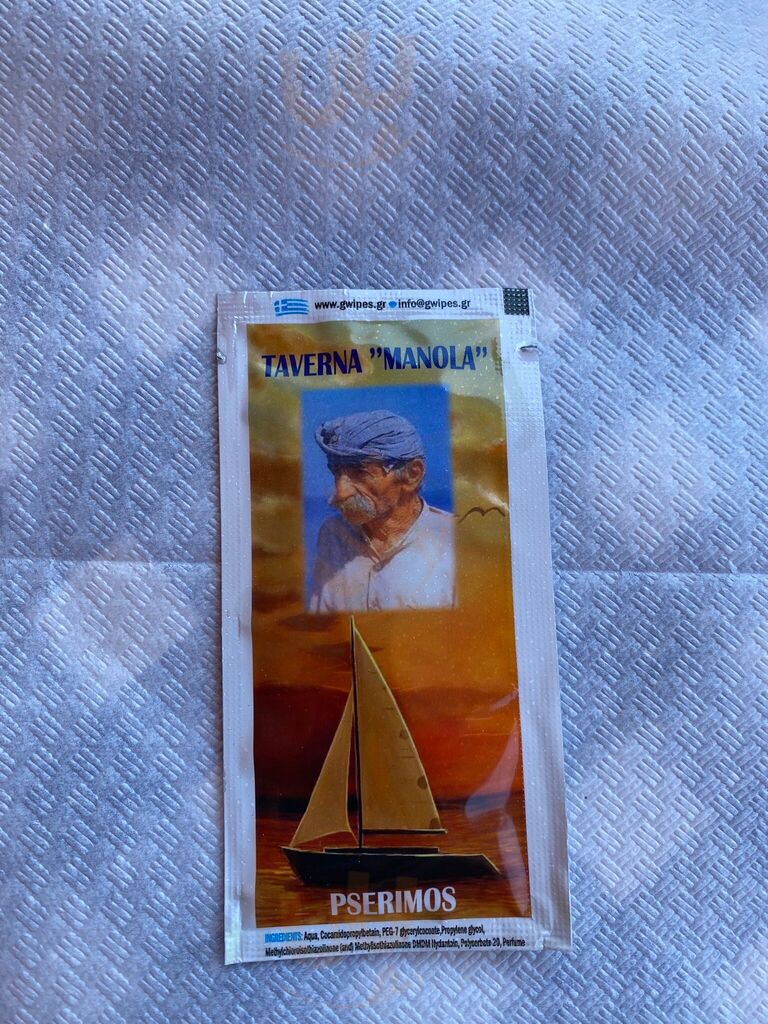 www.gwipes.gr info@gwipes.gr
TAVERNA "MANOLA"
PSERIMOS
INGREDIENTS: Aqua, Cocamidopropylbetain, PEG-7 glycerylcocoate, Propylene glycol,
Methylchloroisothiazolinone (and) Methylisothiazolinone DMDM Hydantoin, Polysorbate 20, Perfume